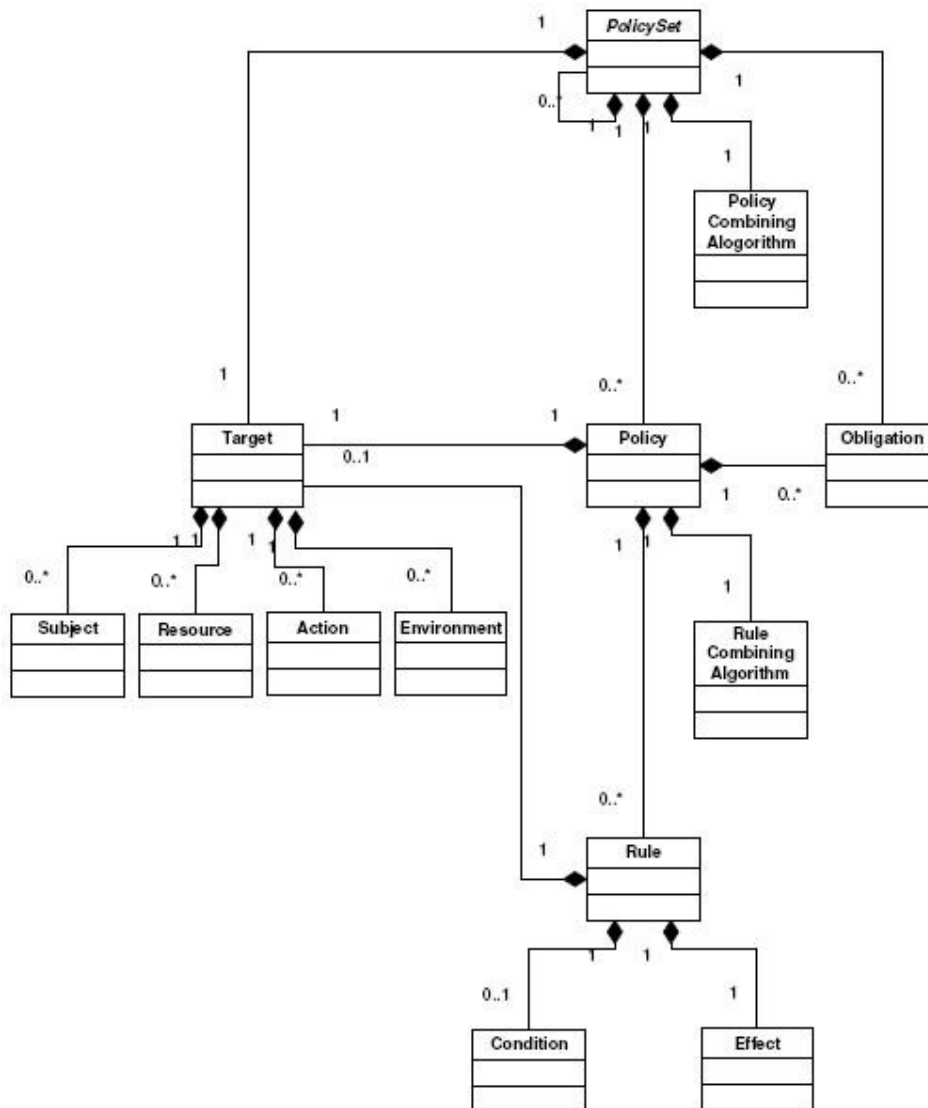 1
PolicySet
1
0..*
1
1
1
1
Policy
Combining
Alogorithm
1
0..*
0..*
1
1
Target
Policy
Obligation
0..1
1
0..*
1
1
1
1
1
1
0..*
0..*
0..*
0..*
1
Subject
Resource
Action
Environment
Rule
Combining
Algorithm
0..*
1
Rule
1
1
0..1
1
Condition
Effect